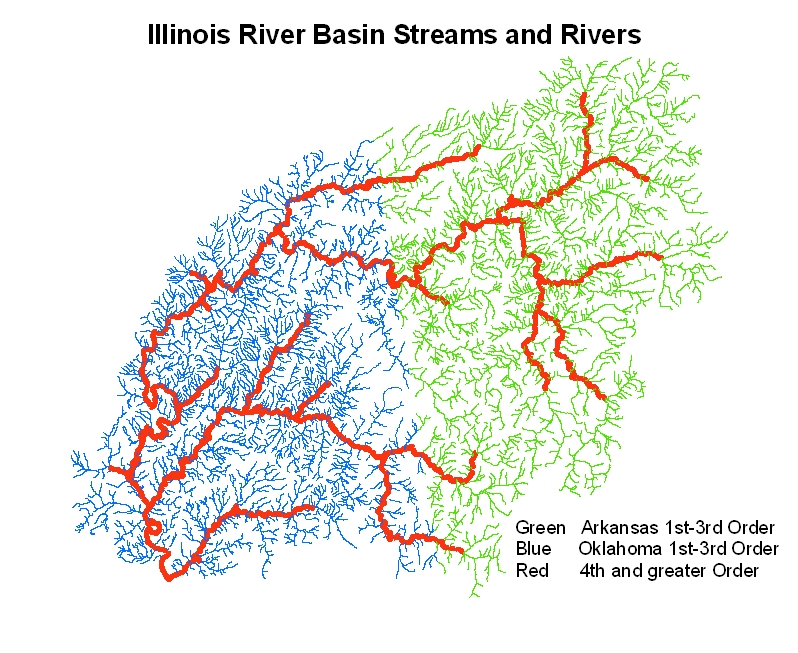 Illinois River Basin Streams and Rivers
Green Arkansas 1st-3rd Order
Blue Oklahoma 1st-3rd Order
Red 4th and greater Order